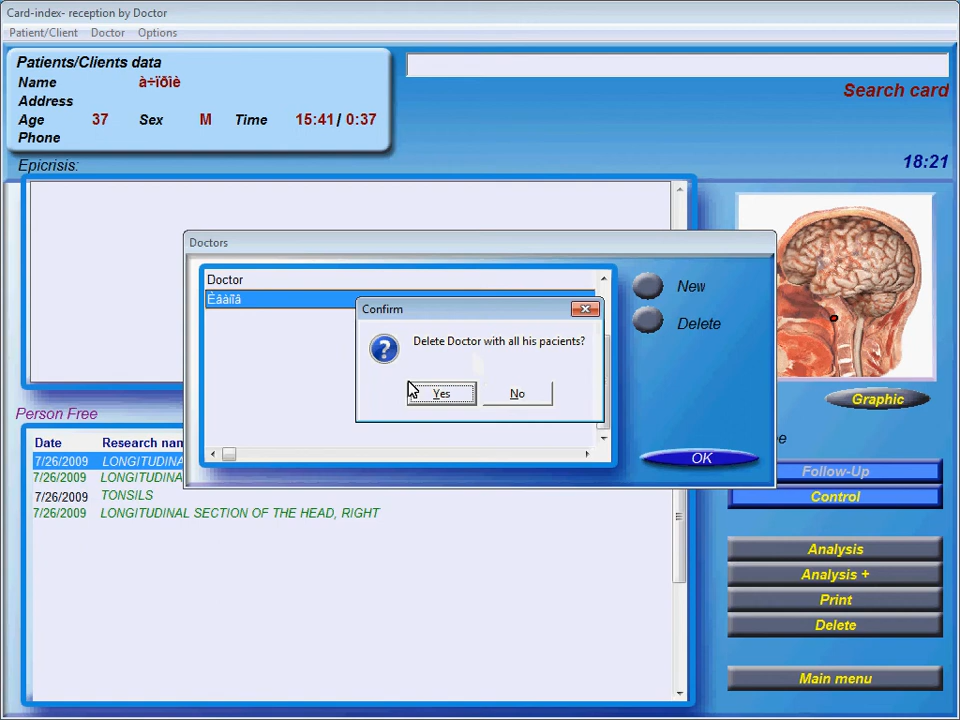 Card-index- reception by Doctor
Patient/Client Doctor Options
Patients/Clients data
Name à÷ïðìè
Address
Age 37 Sex M Time 15:41 / 0:37
Phone
Search card
Epicrisis:
18:21
Doctors
Doctor
Èâàíîâ
New
Delete
Confirm
Delete Doctor with all his pacients?
Yes No
OK
Graphic
Person Free
Date Research nan
7/26/2009 LONGITUDINA
7/26/2009 LONGITUDINA
7/26/2009 TONSILS
7/26/2009 LONGITUDINAL SECTION OF THE HEAD, RIGHT
Follow-Up
Control
Analysis
Analysis +
Print
Delete
Main menu